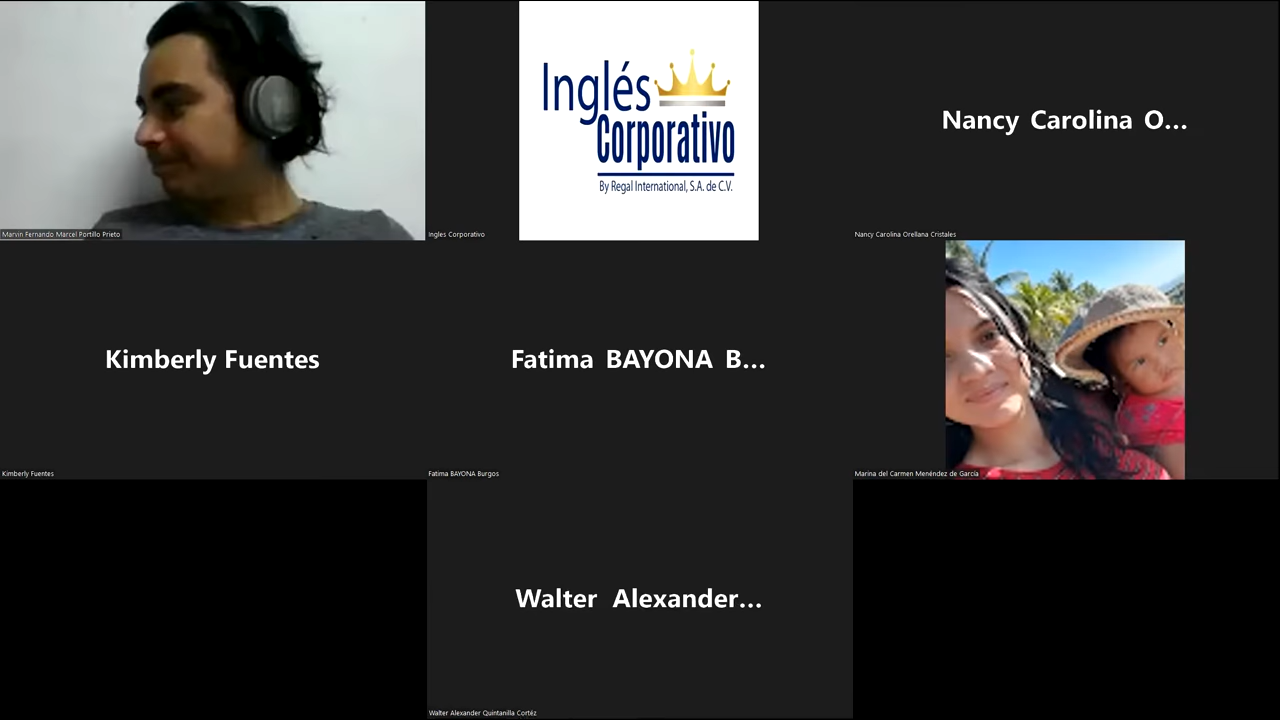 Inglés
Corporativo
By Regal International, S.A. de C.V.
Nancy Carolina O...
Marvin Fernando Marcel Portillo Prieto
Ingles Corporativo
Nancy Carolina Orellana Cristales
Kimberly Fuentes
Fatima BAYONA B...
Kimberly Fuentes
Fatima BAYONA Burgos
Marina del Carmen Menéndez de García
Walter Alexander...
Walter Alexander Quintanilla Cortéz